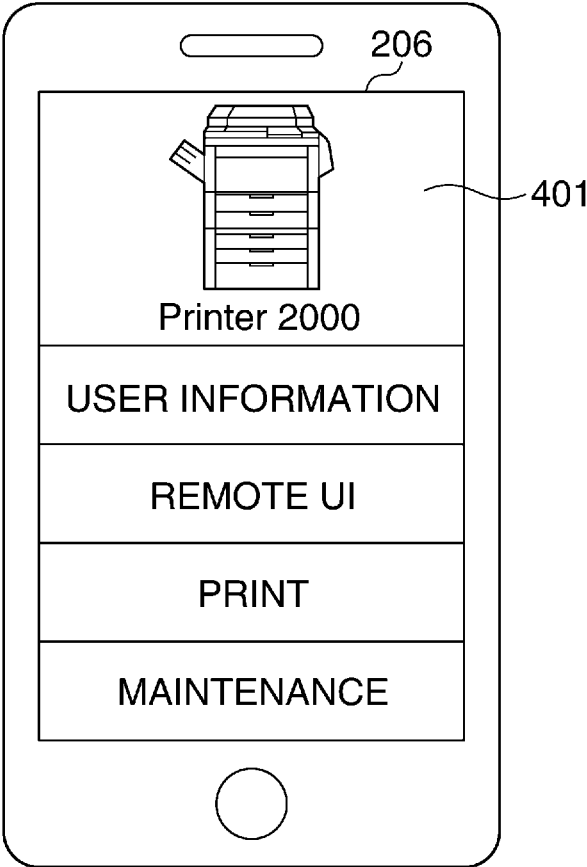 206
401
Printer 2000
USER INFORMATION
REMOTE UI
PRINT
MAINTENANCE